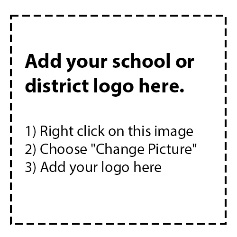 Add your school or
district logo here.
1) Right click on this image
2) Choose "Change Picture"
3) Add your logo here